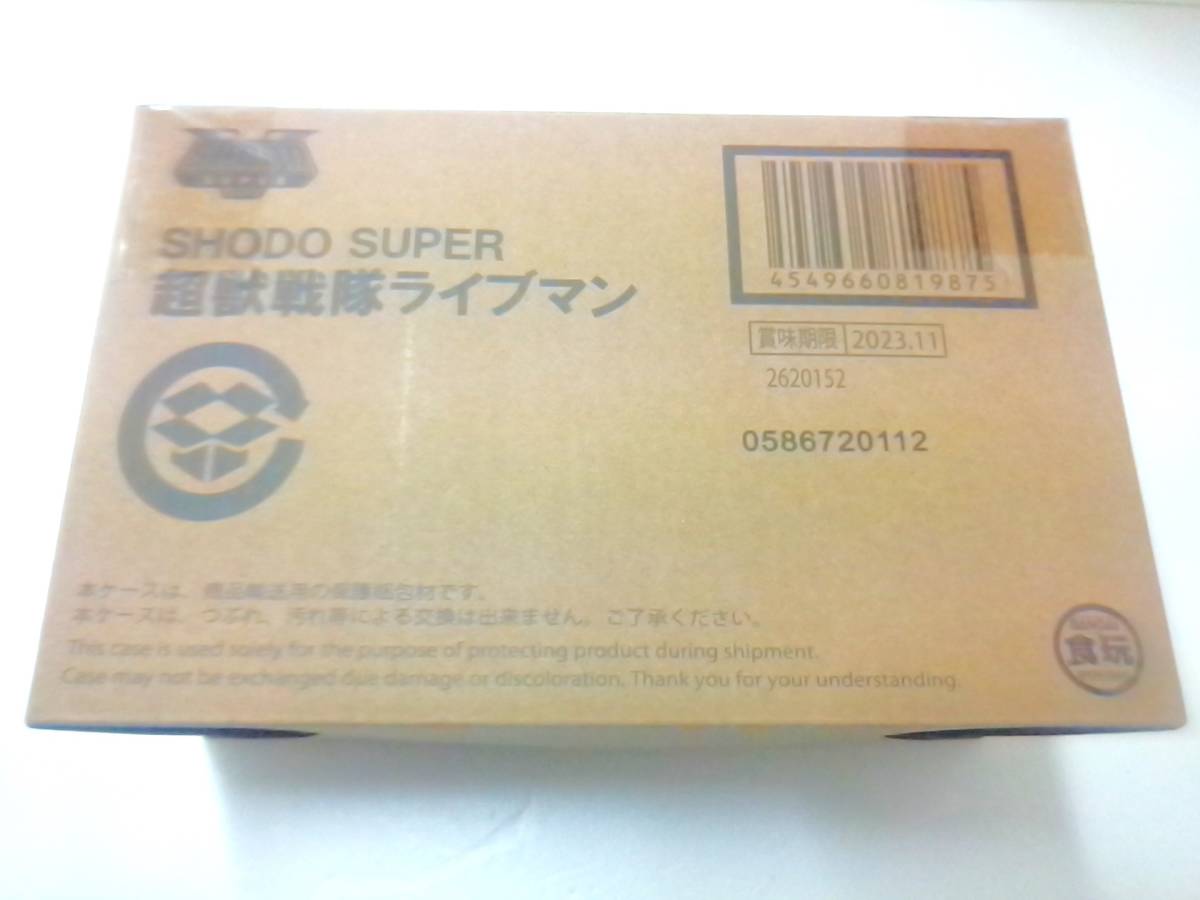 SHODO SUPER
超獣戦隊ライブマン
4549660819875
賞味期限 2023.11
2620152
0586720112
本ケースは、商品輸送用の保護紙包材です。
本ケースは、つぶれ、汚れ等による交換は出来ません。ご了承ください。
This case is used solely for the purpose of protecting product during shipment.
Case may not be exchanged due damage or discoloration. Thank you for your understanding.
BANDAI
食玩